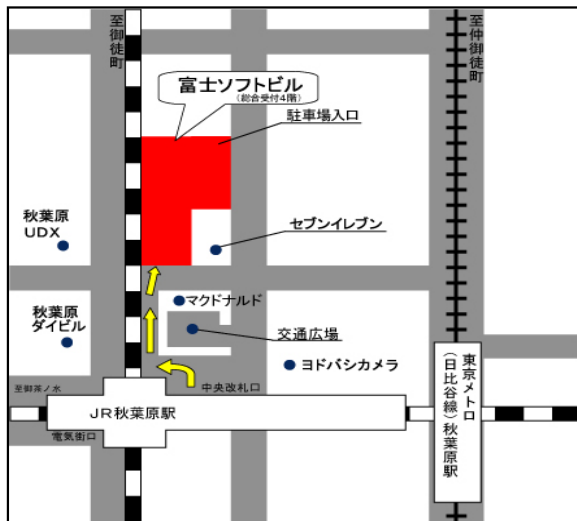 至御徒町
至仲御徒町
富士ソフトビル
(総合受付4階)
駐車場入口
秋葉原
UDX
セブンイレブン
マクドナルド
秋葉原
ダイビル
交通広場
ヨドバシカメラ
至御茶ノ水
中央改札口
JR秋葉原駅
電気街口
東京メトロ
(日比谷線)秋葉原駅